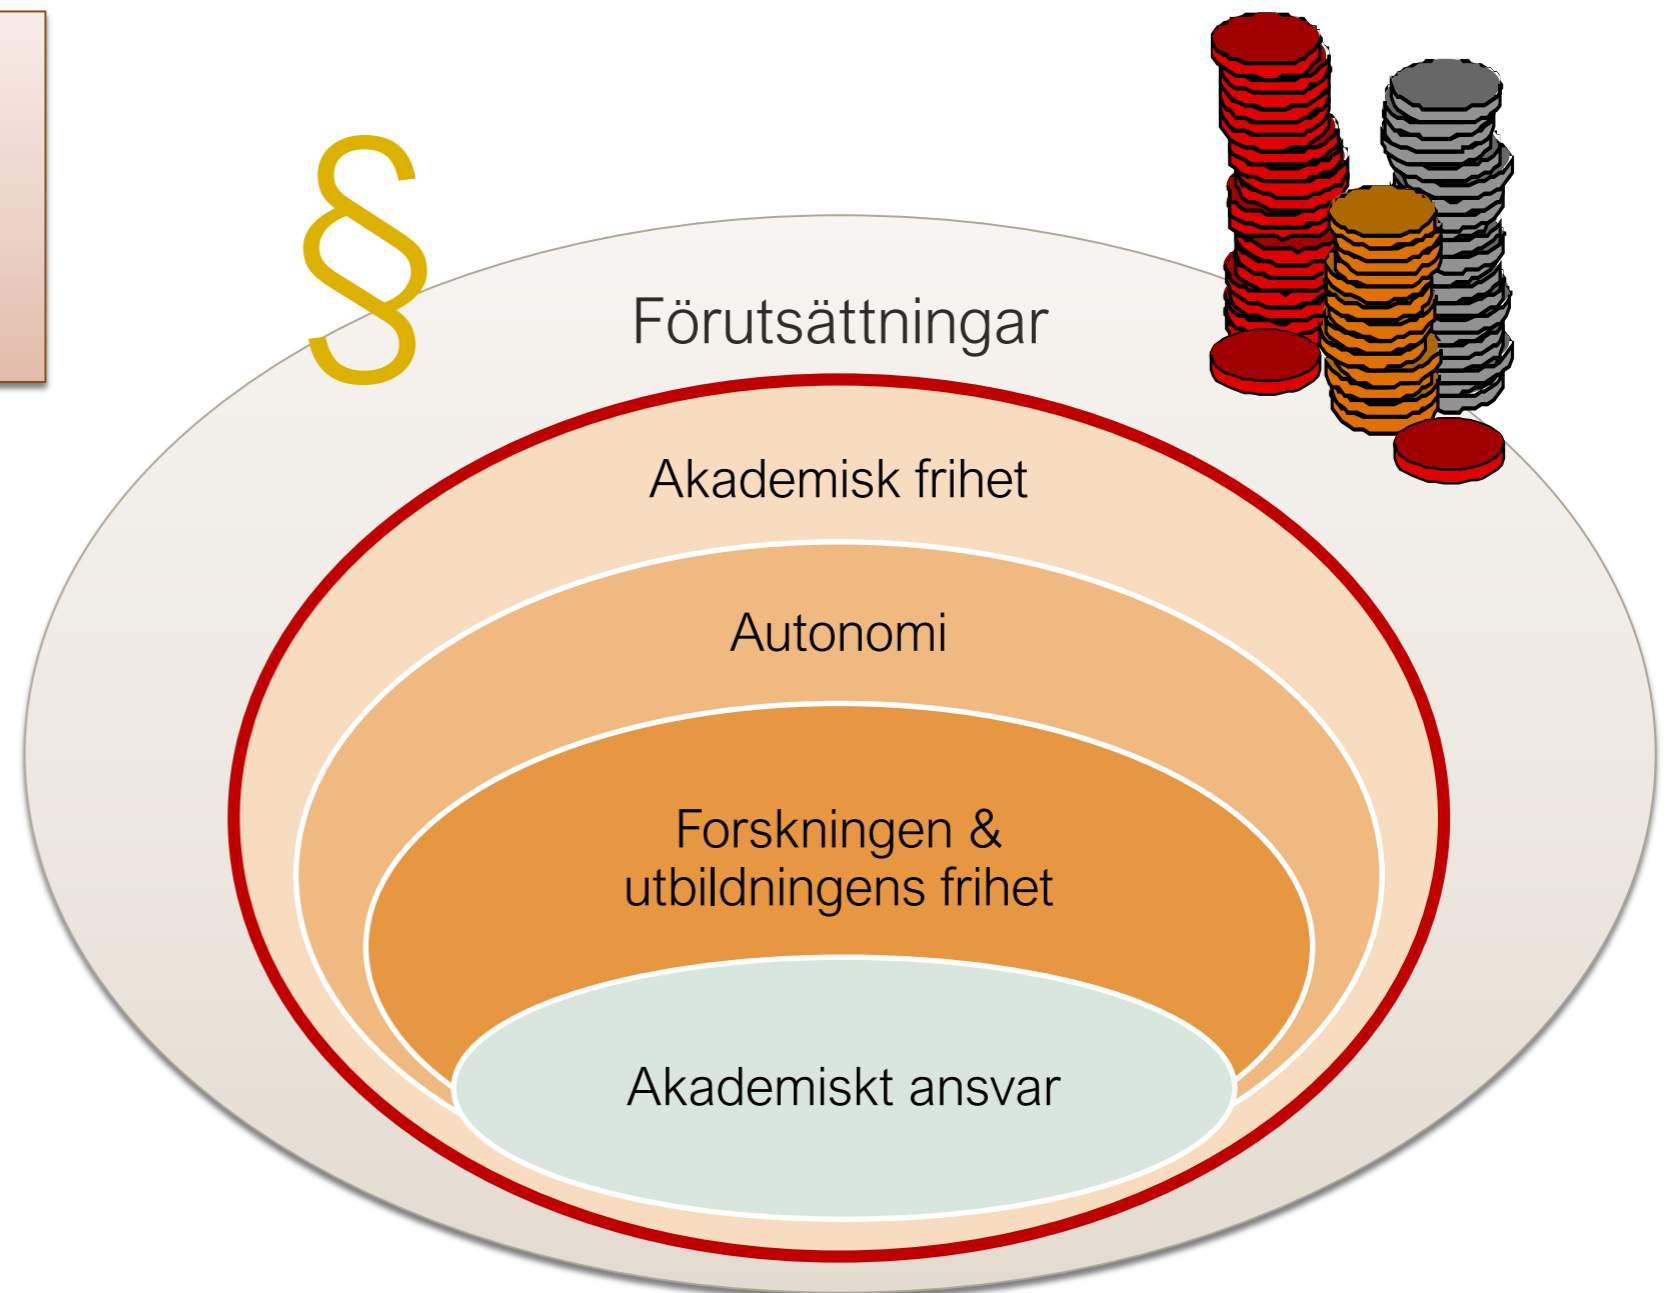 §
Förutsättningar
Akademisk frihet
Autonomi
Forskningen &
utbildningens frihet
Akademiskt ansvar